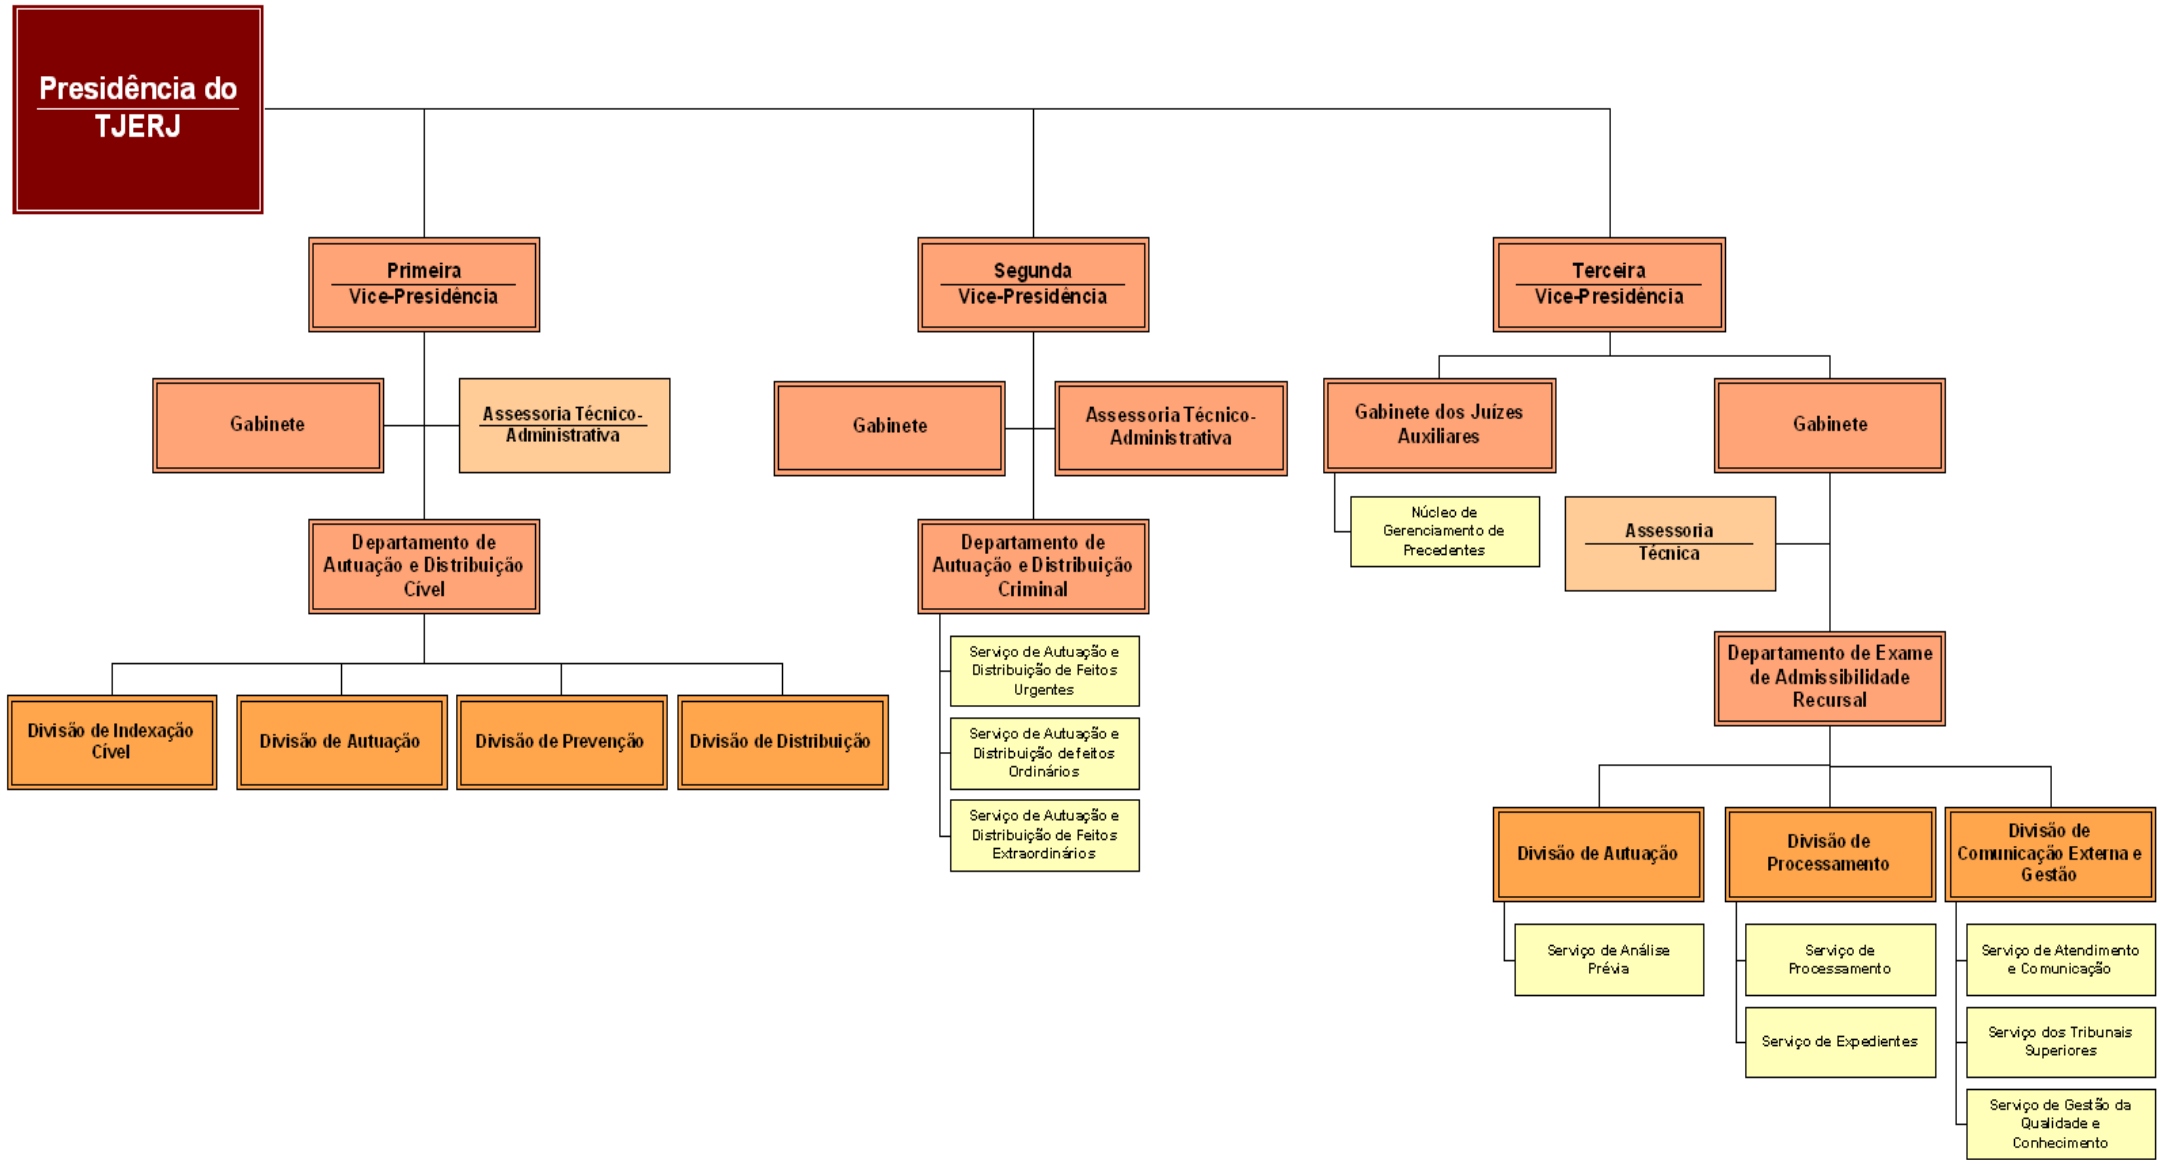 Presidência do
TJERJ
Primeira
Vice-Presidência
Segunda
Vice-Presidência
Terceira
Vice-Presidência
Gabinete
Assessoria Técnico-
Administrativa
Gabinete
Assessoria Técnico-
Administrativa
Gabinete dos Juízes
Auxiliares
Gabinete
Núcleo de
Gerenciamento de
Precedentes
Assessoria
Técnica
Departamento de
Autuação e Distribuição
Cível
Departamento de
Autuação e Distribuição
Criminal
Departamento de Exame
de Admissibilidade
Recursal
Divisão de Indexação
Cível
Divisão de Autuação
Divisão de Prevenção
Divisão de Distribuição
Serviço de Autuação e
Distribuição de Feitos
Urgentes
Serviço de Autuação e
Distribuição defeitos
Ordinários
Serviço de Autuação e
Distribuição de Feitos
Extraordinários
Divisão de Autuação
Divisão de
Processamento
Divisão de
Comunicação Externa e
Gestão
Serviço de Análise
Prévia
Serviço de
Processamento
Serviço de Expedientes
Serviço de Atendimento
e Comunicação
Serviço dos Tribunais
Superiores
Serviço de Gestão da
Qualidade e
Conhecimento